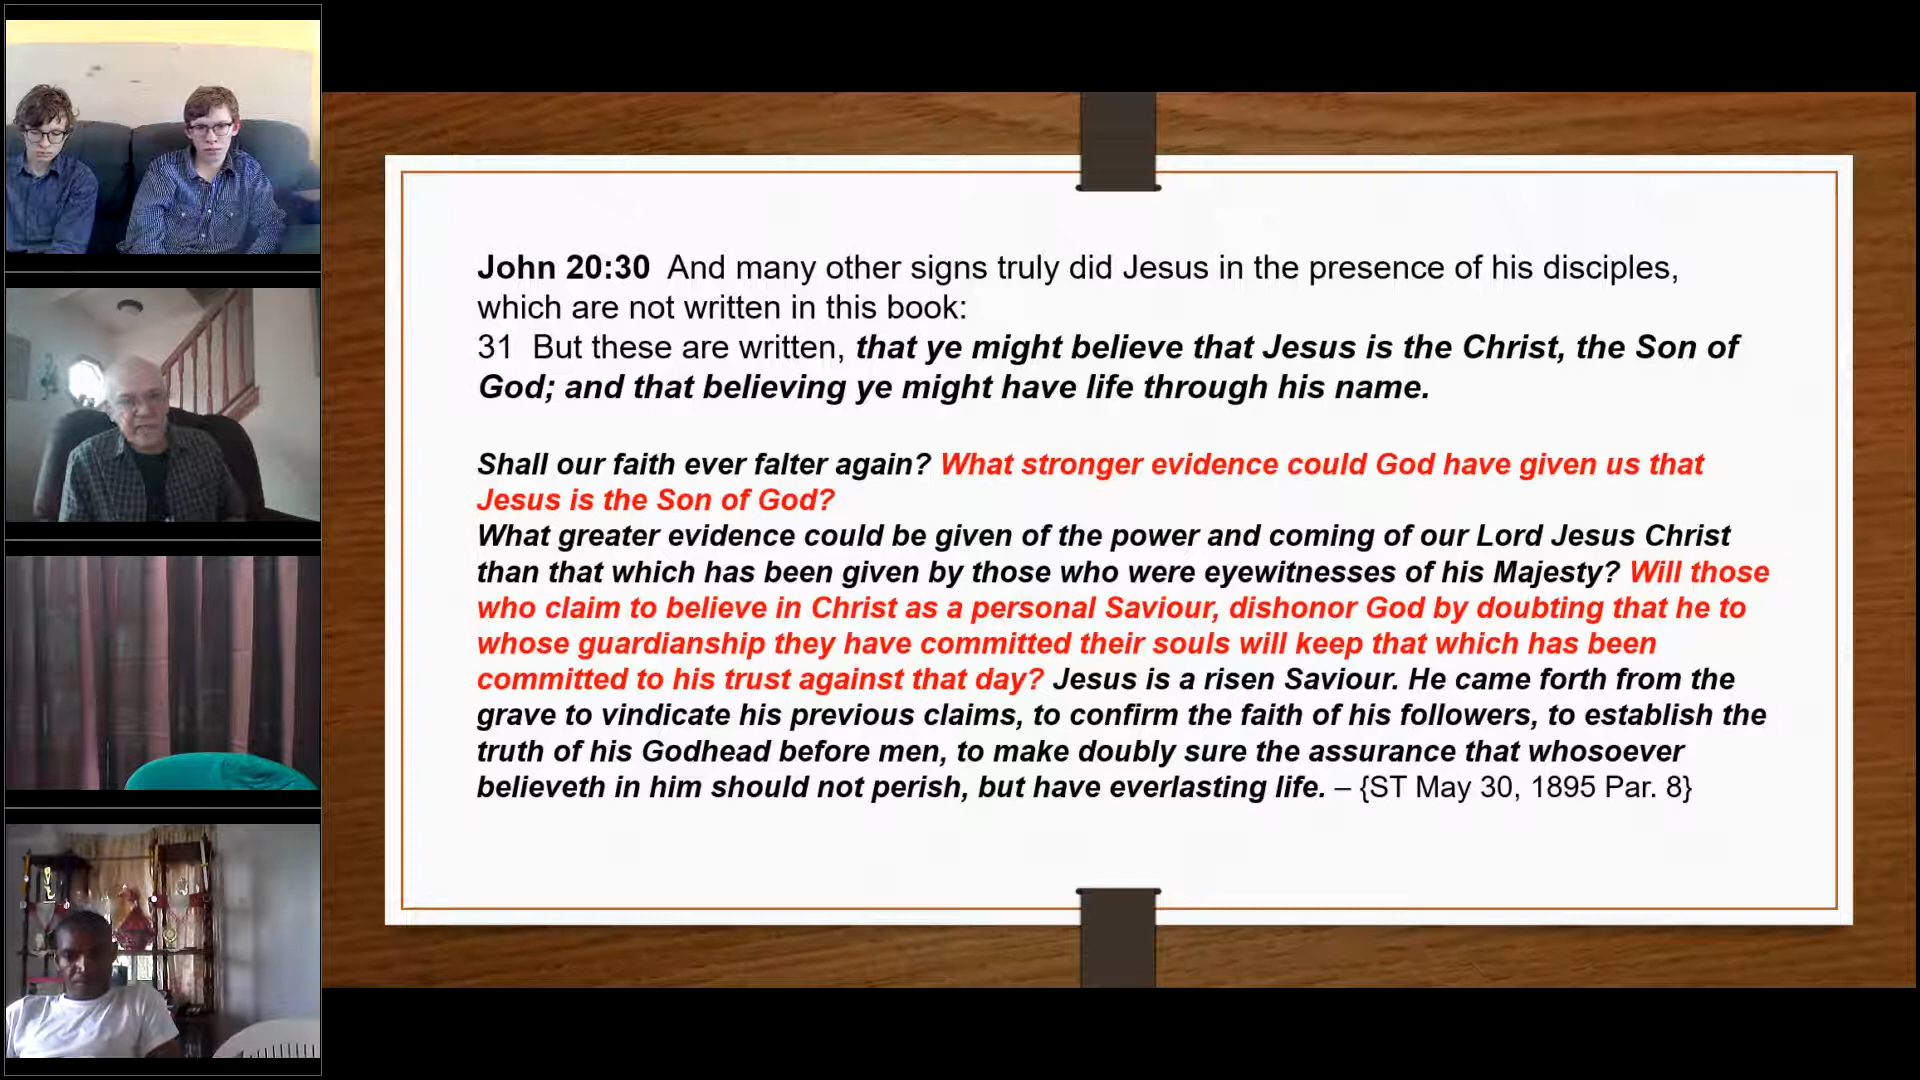 John 20:30  And many other signs truly did Jesus in the presence of his disciples,
which are not written in this book:
31  But these are written, that ye might believe that Jesus is the Christ, the Son of
God; and that believing ye might have life through his name.
Shall our faith ever falter again? What stronger evidence could God have given us that
Jesus is the Son of God?
What greater evidence could be given of the power and coming of our Lord Jesus Christ
than that which has been given by those who were eyewitnesses of his Majesty? Will those
who claim to believe in Christ as a personal Saviour, dishonor God by doubting that he to
whose guardianship they have committed their souls will keep that which has been
committed to his trust against that day? Jesus is a risen Saviour. He came forth from the
grave to vindicate his previous claims, to confirm the faith of his followers, to establish the
truth of his Godhead before men, to make doubly sure the assurance that whosoever
believeth in him should not perish, but have everlasting life. – {ST May 30, 1895 Par. 8}